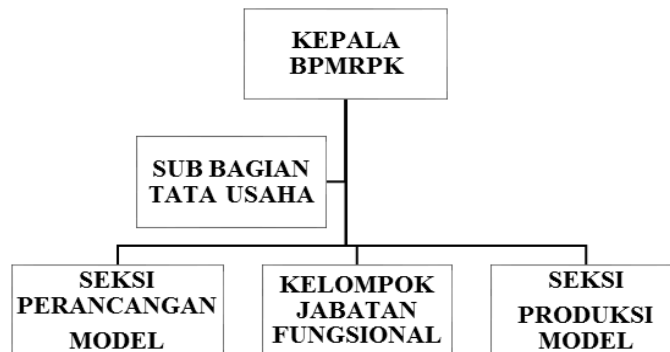 KEPALA
BPMRPK
SUB BAGIAN
TATA USAHA
SEKSI
PERANCANGAN
MODEL
KELOMPOK
JABATAN
FUNGSIONAL
SEKSI
PRODUKSI
MODEL